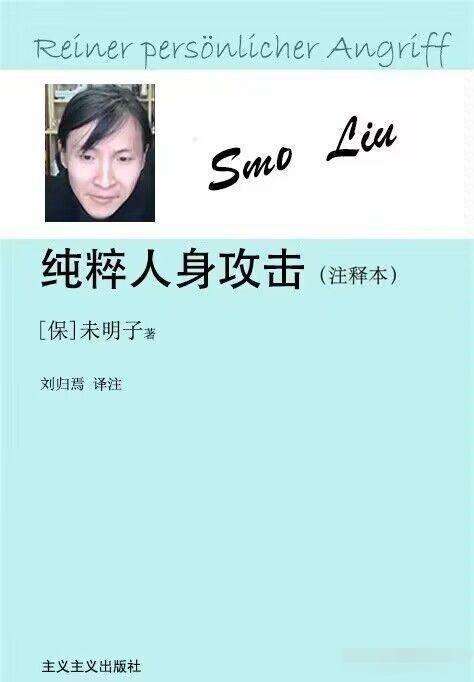 Reiner persönlicher Angriff
Smo Liu
纯粹人身攻击（注释本）
[保]未明子著
刘归焉 译注
主义主义出版社